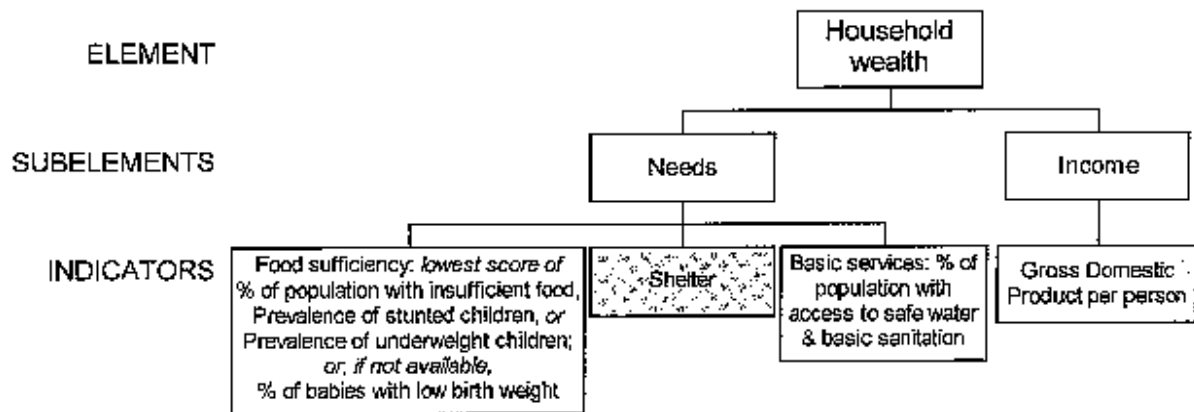 ELEMENT
Household
wealth
SUBELEMENTS
Needs
Income
INDICATORS
Food sufficiency: lowest score of
% of population with insufficient food,
Prevalence of stunted children, or
Prevalence of underweight children;
or, if not available,
% of babies with low birth weight
Shelter
Basic services: % of
population with
access to safe water
& basic sanitation
Gross Domestic
Product per person